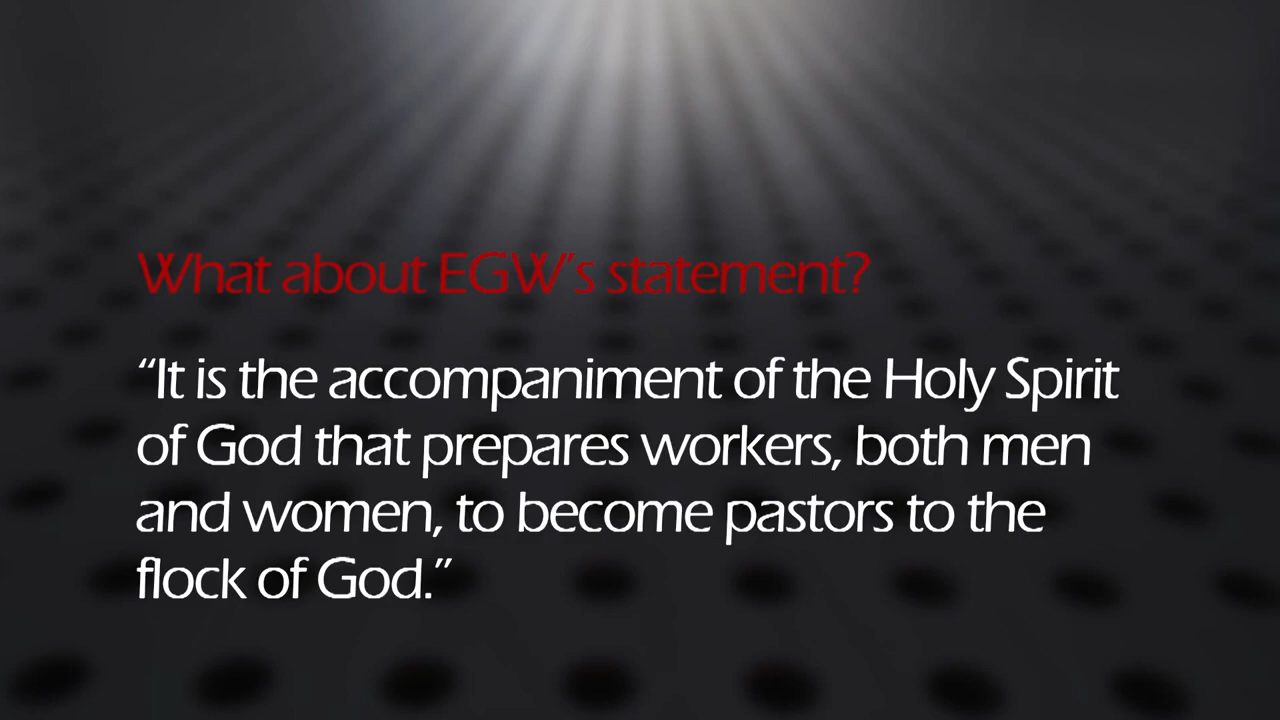 What about EGW’s statement?
“It is the accompaniment of the Holy Spirit
of God that prepares workers, both men
and women, to become pastors to the
flock of God.”